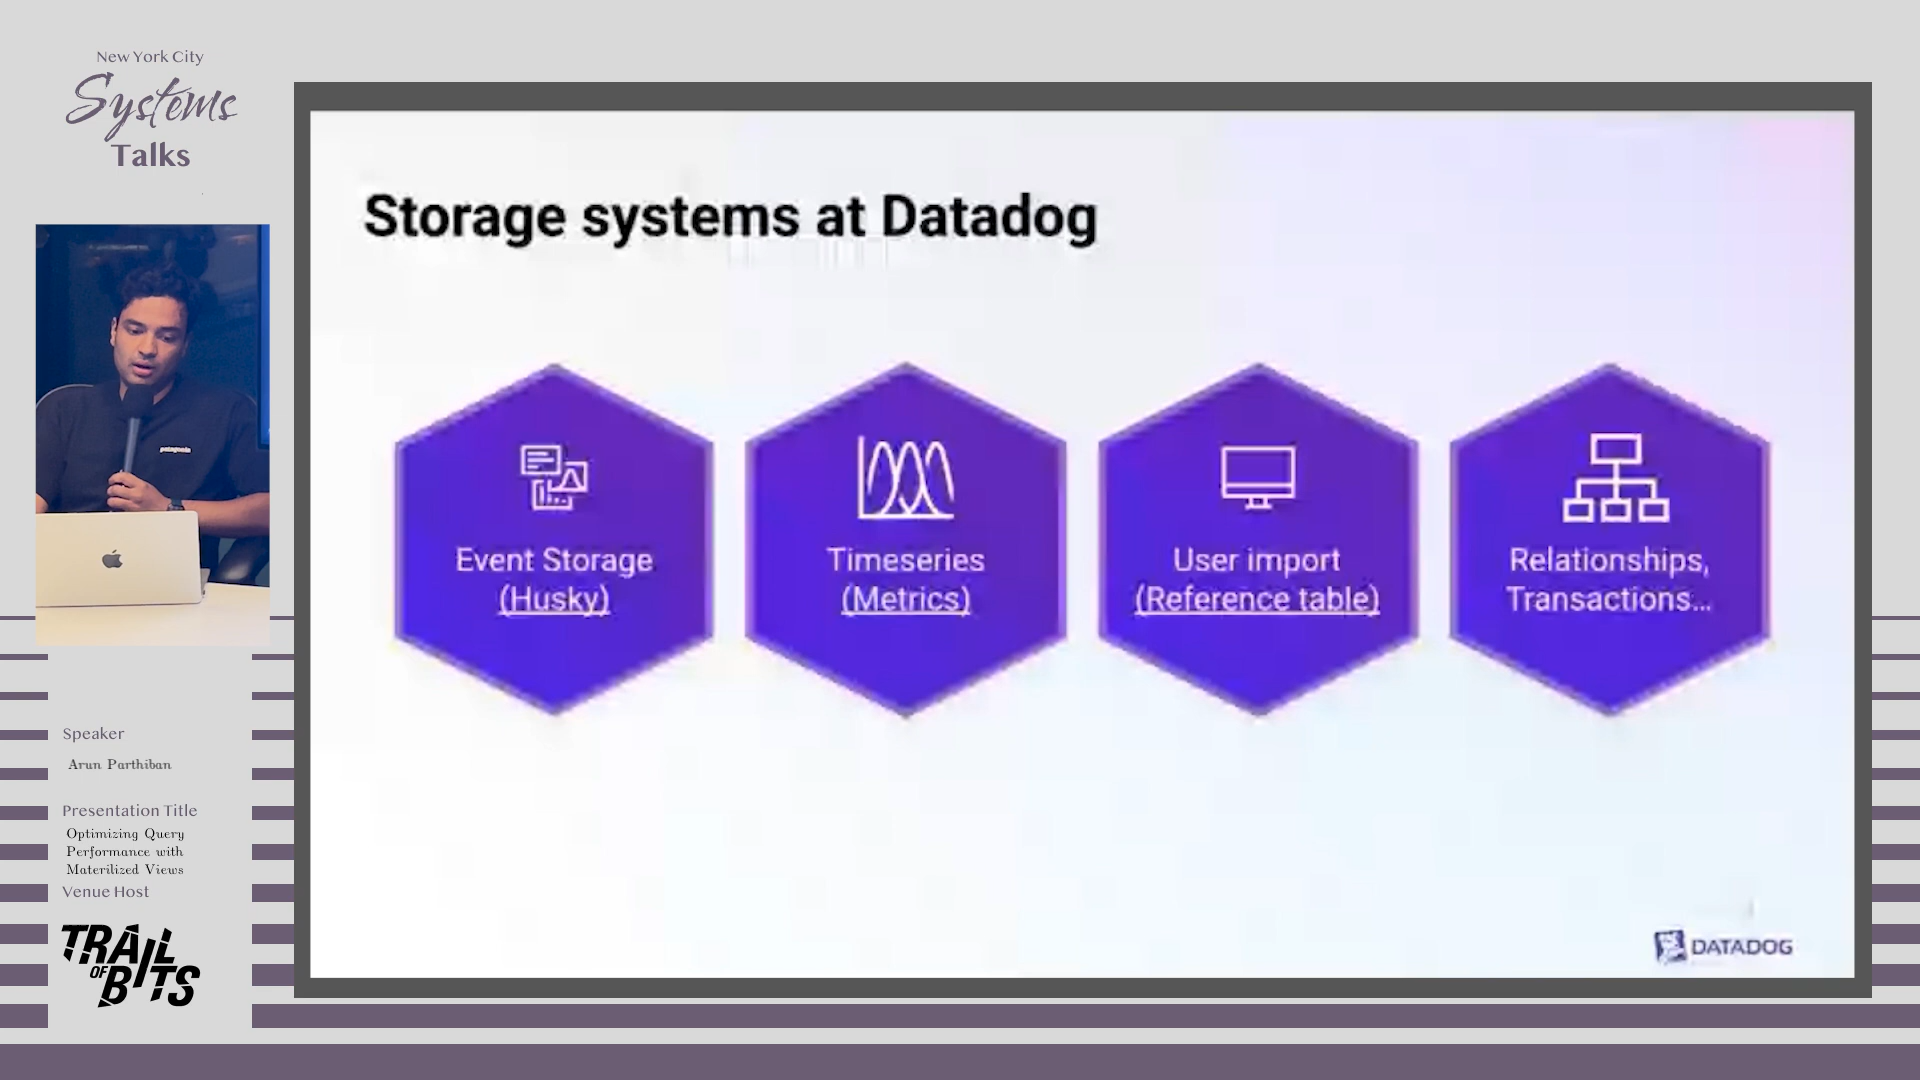 New York City
Systems
Talks
patagonia
Speaker
Arun Parthiban
Presentation Title
Optimizing Query
Performance with
Materilized Views
Venue Host
TRAIL
OF
BITS
Storage systems at Datadog
Event Storage
(Husky)
Timeseries
(Metrics)
User import
(Reference table)
Relationships,
Transactions...
DATADOG